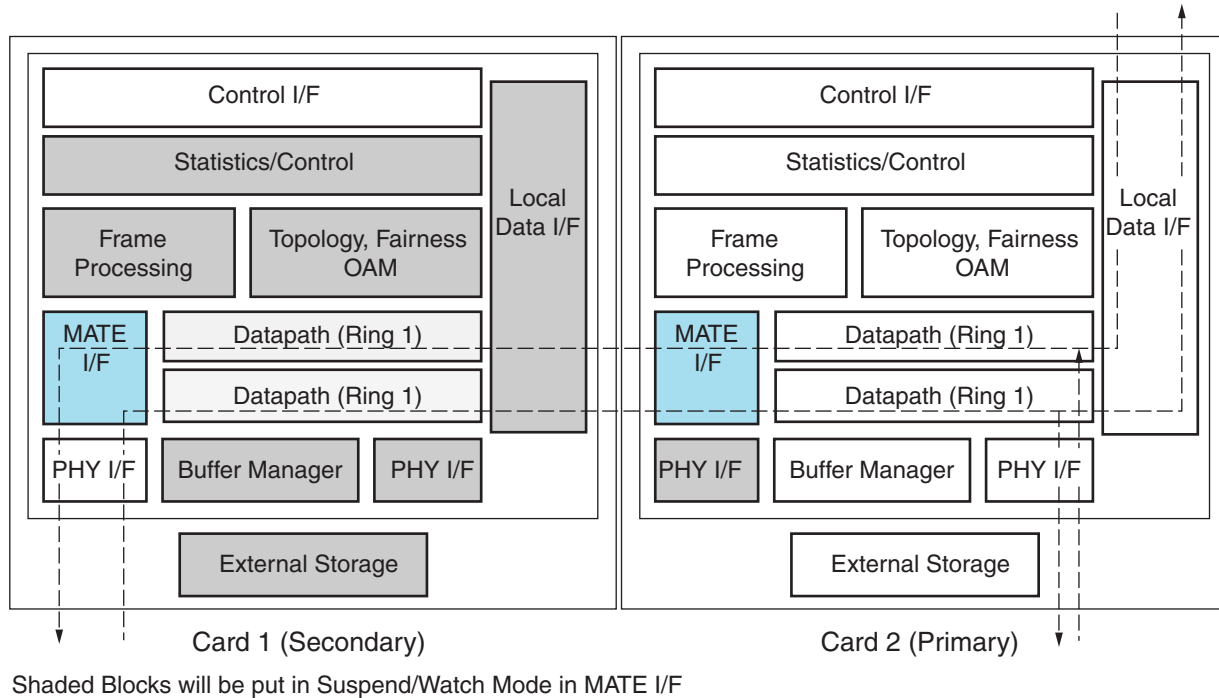 Control I/F
Statistics/Control
Frame
Processing
Topology, Fairness
OAM
Local
Data I/F
MATE
I/F
Datapath (Ring 1)
Datapath (Ring 1)
PHY I/F
Buffer Manager
PHY I/F
External Storage
Card 1 (Secondary)
Control I/F
Statistics/Control
Frame
Processing
Topology, Fairness
OAM
Local
Data I/F
MATE
I/F
Datapath (Ring 1)
Datapath (Ring 1)
PHY I/F
Buffer Manager
PHY I/F
External Storage
Card 2 (Primary)
Shaded Blocks will be put in Suspend/Watch Mode in MATE I/F